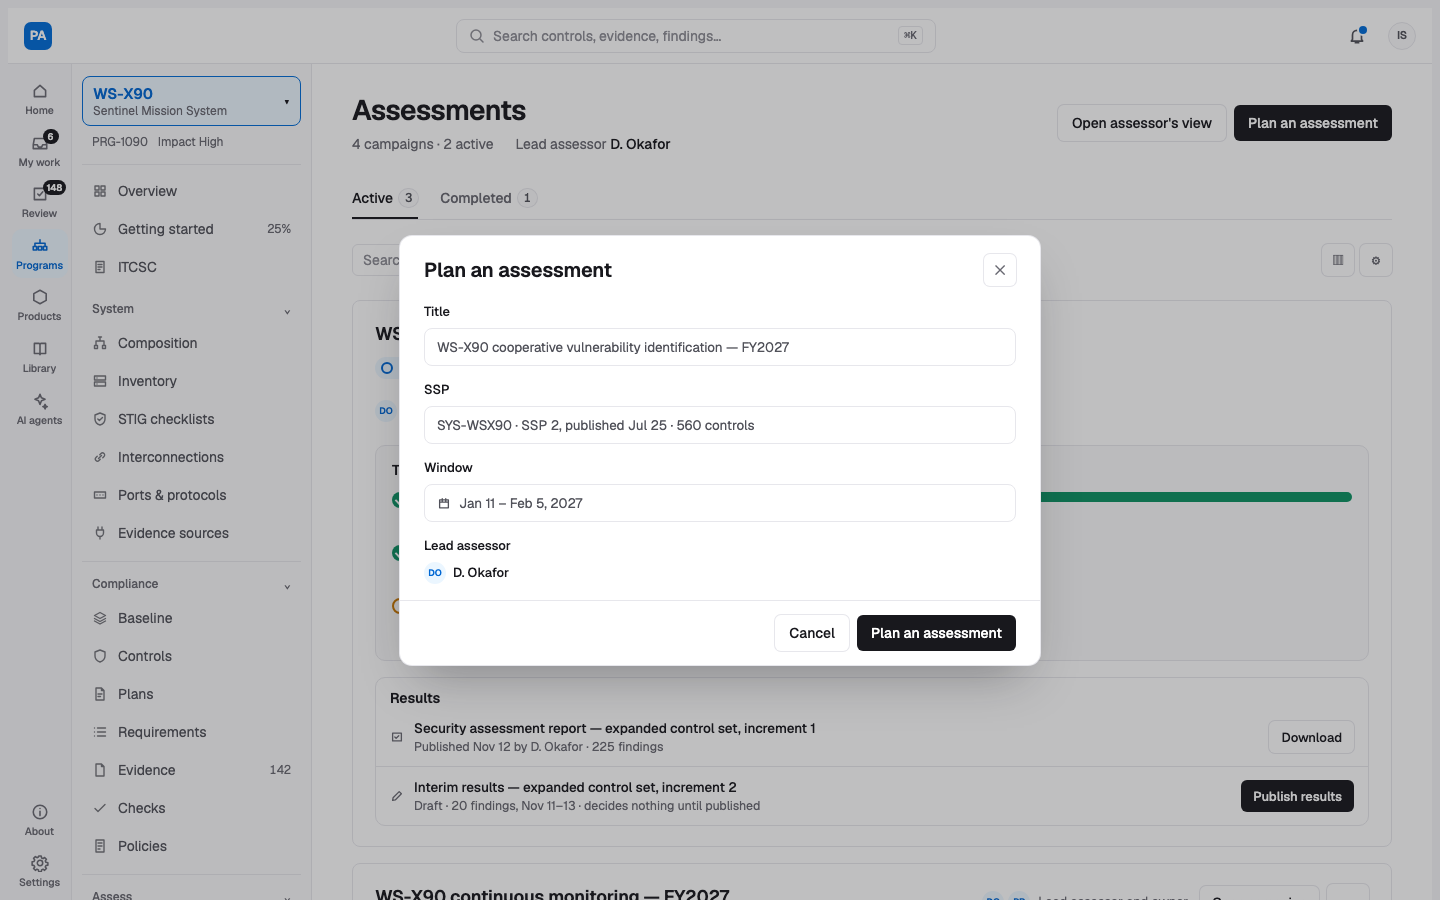 PA
Search controls, evidence, findings...
⌘K
IS
Home
6
My work
148
Review
Programs
Products
Library
AI agents
About
Settings
WS-X90
Sentinel Mission System
PRG-1090 Impact High
Overview
Getting started 25%
ITCSC
System
Composition
Inventory
STIG checklists
Interconnections
Ports & protocols
Evidence sources
Compliance
Baseline
Controls
Plans
Requirements
Evidence 142
Checks
Policies
Assess
Assessments
4 campaigns · 2 active Lead assessor D. Okafor
Open assessor's view
Plan an assessment
Active 3 Completed 1
Searc
WS
DO
T
Plan an assessment
Title
WS-X90 cooperative vulnerability identification — FY2027
SSP
SYS-WSX90 · SSP 2, published Jul 25 · 560 controls
Window
Jan 11 – Feb 5, 2027
Lead assessor
DO D. Okafor
Cancel
Plan an assessment
Results
Security assessment report — expanded control set, increment 1
Published Nov 12 by D. Okafor · 225 findings
Download
Interim results — expanded control set, increment 2
Draft · 20 findings, Nov 11–13 · decides nothing until published
Publish results
WS-X90 continuous monitoring — FY2027
Lead assessor and owner